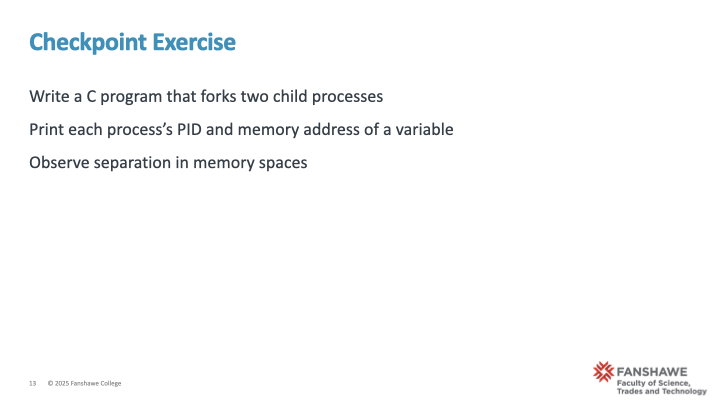 Checkpoint Exercise
Write a C program that forks two child processes
Print each process’s PID and memory address of a variable
Observe separation in memory spaces
13 © 2025 Fanshawe College
FANSHAWE
Faculty of Science,
Trades and Technology